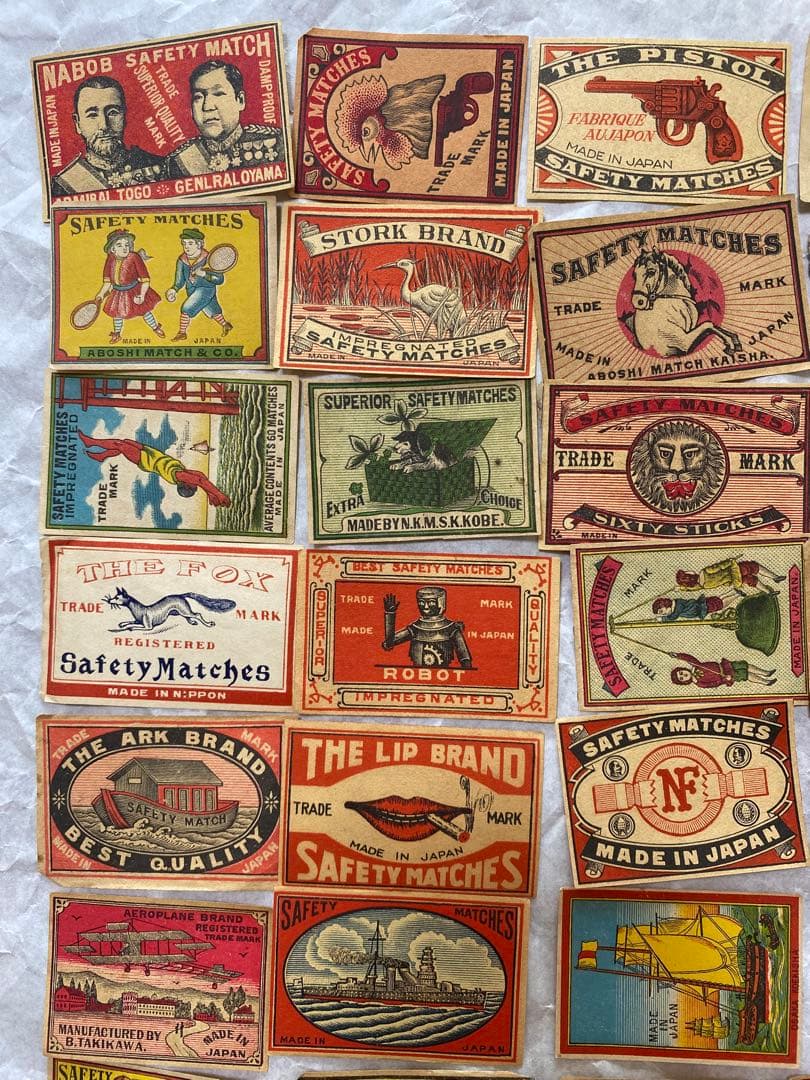 NABOB SAFETY MATCH
TRADE
SUPERIOR QUALITY
MARK
MADE IN JAPAN
DAMP PROOF
ADMIRAL TOGO GENLRAL OYAMA
SAFETY MATCHES
TRADE MARK
MADE IN JAPAN
THE PISTOL
FABRIQUE
AUJAPON
MADE IN JAPAN
SAFETY MATCHES
SAFETY MATCHES
MADE IN JAPAN
ABOSHI MATCH & CO.
STORK BRAND
IMPREGNATED
SAFETY MATCHES
MADE IN JAPAN
SAFETY MATCHES
TRADE MARK
MADE IN JAPAN
ABOSHI MATCH KAISHA.
SAFETY MATCHES
IMPREGNATED
TRADE
MARK
AVERAGE CONTENTS 60 MATCHES
MADE IN JAPAN
SUPERIOR SAFETY MATCHES
EXTRA CHOICE
MADE BY N.K.M.S.K. KOBE.
SAFETY MATCHES
TRADE MARK
SIXTY STICKS
MADE IN
THE FOX
TRADE MARK
REGISTERED
Safety Matches
MADE IN NIPPON
BEST SAFETY MATCHES
SUPERIOR
TRADE MARK
MADE IN JAPAN
QUALITY
ROBOT
IMPREGNATED
SAFETY MATCHES
TRADE MARK
MADE IN JAPAN.
TRADE MARK
THE ARK BRAND
SAFETY MATCH
BEST QUALITY
MADE IN JAPAN
THE LIP BRAND
TRADE MARK
MADE IN JAPAN
SAFETY MATCHES
SAFETY MATCHES
NF
MADE IN JAPAN
AEROPLANE BRAND
REGISTERED
TRADE MARK
MANUFACTURED BY
B. TAKIKAWA.
MADE IN
JAPAN
SAFETY MATCHES
MADE IN JAPAN
MADE IN
JAPAN
SAFETY